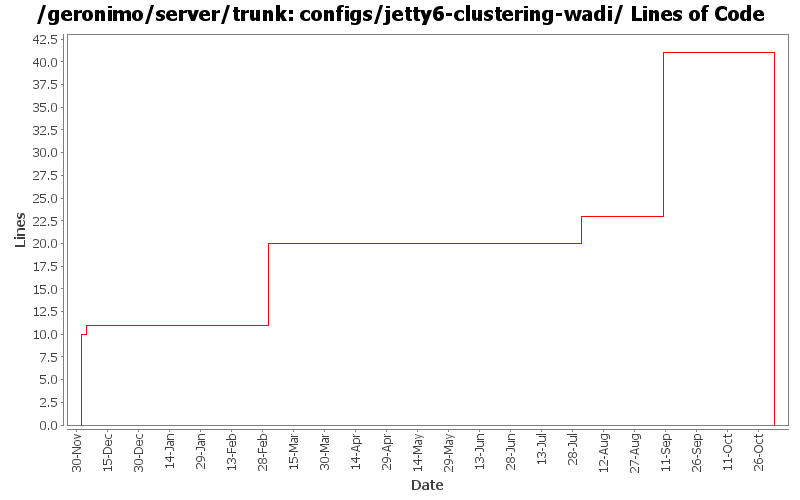 /geronimo/server/trunk: configs/jetty6-clustering-wadi/ Lines of Code
42.5
40.0
37.5
35.0
32.5
30.0
27.5
25.0
22.5
20.0
17.5
15.0
12.5
10.0
7.5
5.0
2.5
0.0
Lines
30-Nov
15-Dec
30-Dec
14-Jan
29-Jan
13-Feb
28-Feb
15-Mar
30-Mar
14-Apr
29-Apr
14-May
29-May
13-Jun
28-Jun
13-Jul
28-Jul
12-Aug
27-Aug
11-Sep
26-Sep
11-Oct
26-Oct
Date